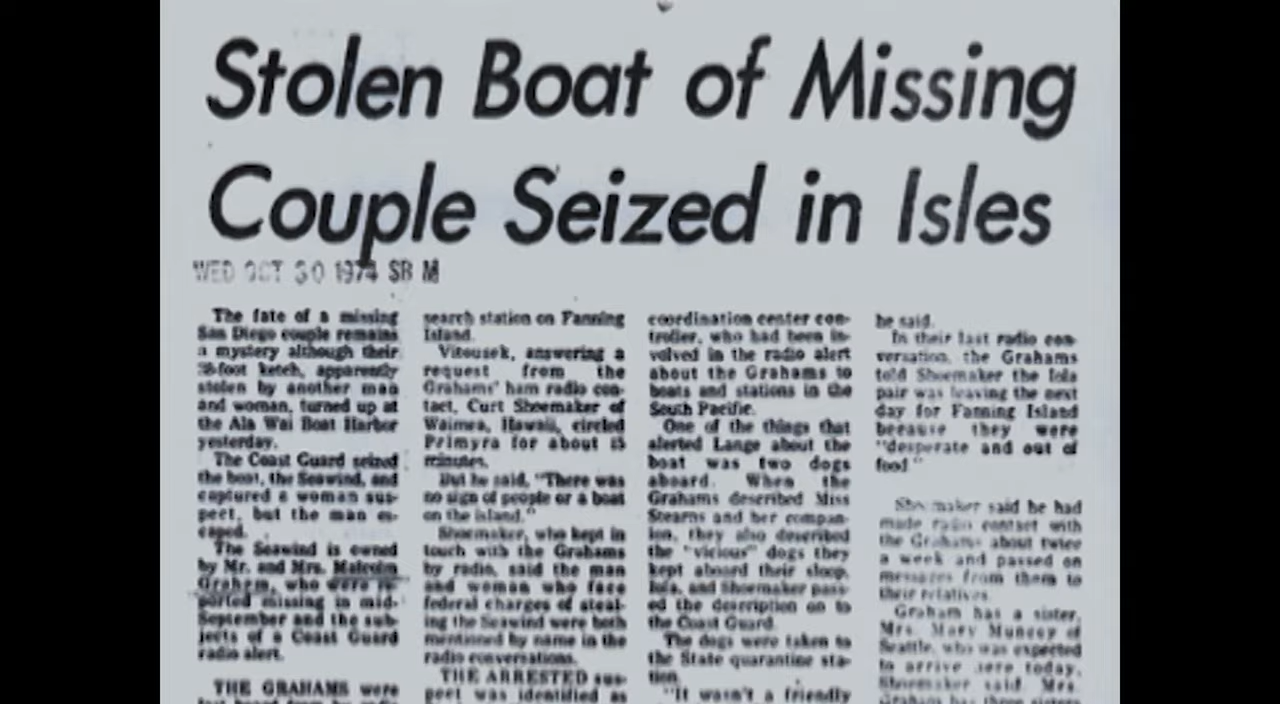 Stolen Boat of Missing
Couple Seized in Isles
WED OCT 30 1974 SB M
The fate of a missing
San Diego couple remains
a mystery although their
38-foot ketch, apparently
stolen by another man
and woman, turned up at
the Ala Wai Boat Harbor
yesterday.
The Coast Guard seized
the boat, the Seawind, and
captured a woman sus-
pect, but the man es-
caped.
The Seawind is owned
by Mr. and Mrs. Malcolm
Graham, who were re-
ported missing in mid-
September and the sub-
jects of a Coast Guard
radio alert.
THE GRAHAMS were
search station on Fanning
Island.
Vitousek, answering a
request from the
Grahams' ham radio con-
tact, Curt Shoemaker of
Waimea, Hawaii, circled
Primyra for about 15
minutes.
But he said, "There was
no sign of people or a boat
on the island."
Shoemaker, who kept in
touch with the Grahams
by radio, said the man
and woman who face
federal charges of steal-
ing the Seawind were both
mentioned by name in the
radio conversations.
THE ARRESTED sus-
pect was identified as
coordination center con-
troller, who had been in-
volved in the radio alert
about the Grahams to
boats and stations in the
South Pacific.
One of the things that
alerted Lange about the
boat was two dogs
aboard. When the
Grahams described Miss
Stearns and her compan-
ion, they also described
the "vicious" dogs they
kept aboard their sloop,
Iola, and Shoemaker pass-
ed the description on to
the Coast Guard.
The dogs were taken to
the State quarantine sta-
tion.
"It wasn't a friendly
he said.
In their last radio con-
versation, the Grahams
told Shoemaker the Iola
pair was leaving the next
day for Fanning Island
because they were
"desperate and out of
food"
Shoemaker said he had
made radio contact with
the Grahams about twice
a week and passed on
messages from them to
their relatives.
Graham has a sister,
Mrs. Mary Muncey of
Seattle, who was expected
to arrive here today,
Shoemaker said. Mrs.
Graham has three sisters